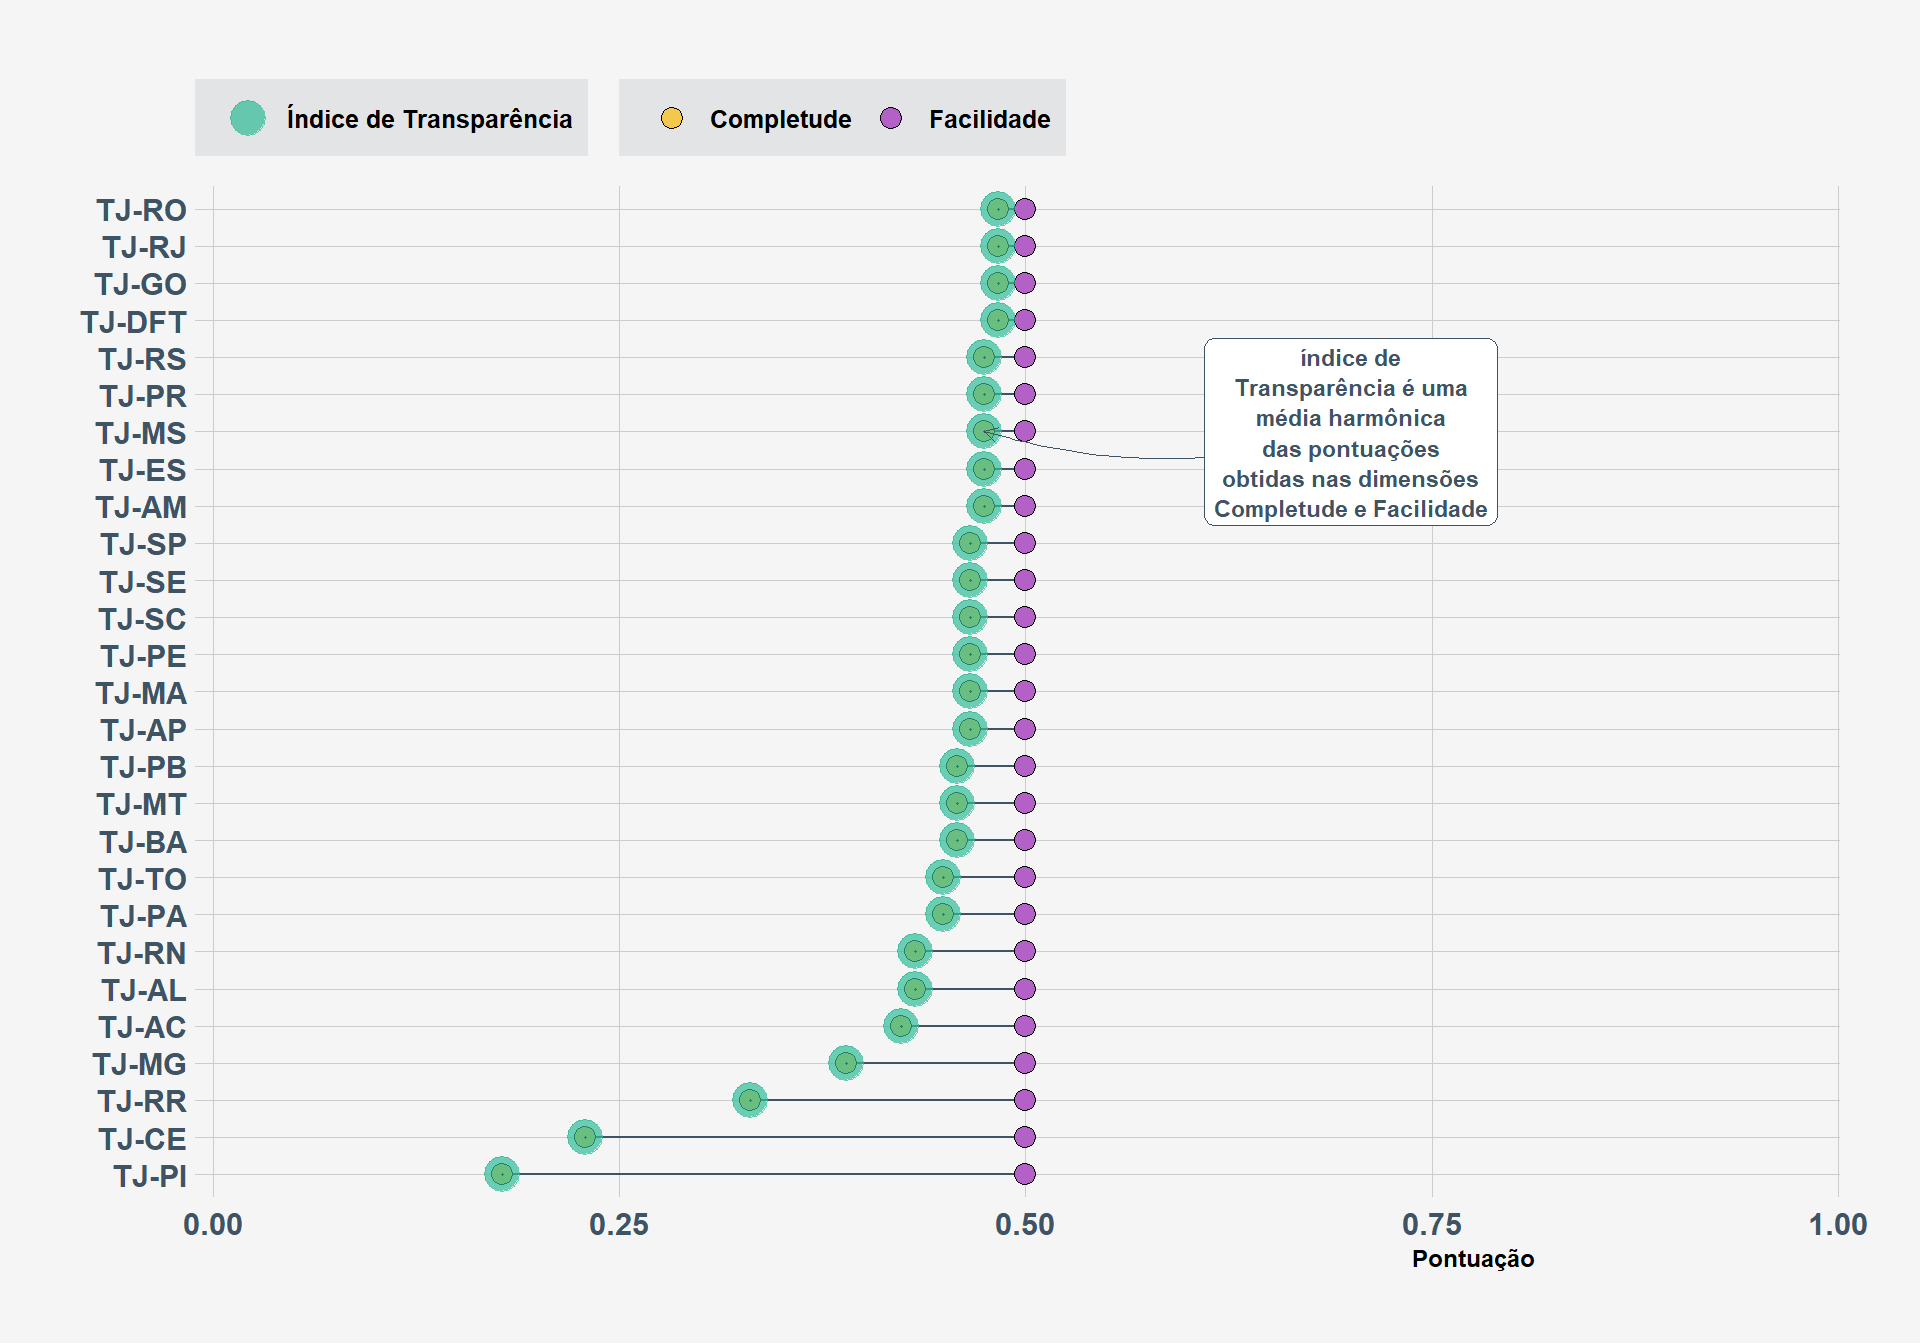 Índice de Transparência
Completude
Facilidade
TJ-RO
TJ-RJ
TJ-GO
TJ-DFT
TJ-RS
TJ-PR
TJ-MS
TJ-ES
TJ-AM
TJ-SP
TJ-SE
TJ-SC
TJ-PE
TJ-MA
TJ-AP
TJ-PB
TJ-MT
TJ-BA
TJ-TO
TJ-PA
TJ-RN
TJ-AL
TJ-AC
TJ-MG
TJ-RR
TJ-CE
TJ-PI
índice de
Transparência é uma
média harmônica
das pontuações
obtidas nas dimensões
Completude e Facilidade
0.00
0.25
0.50
0.75
1.00
Pontuação